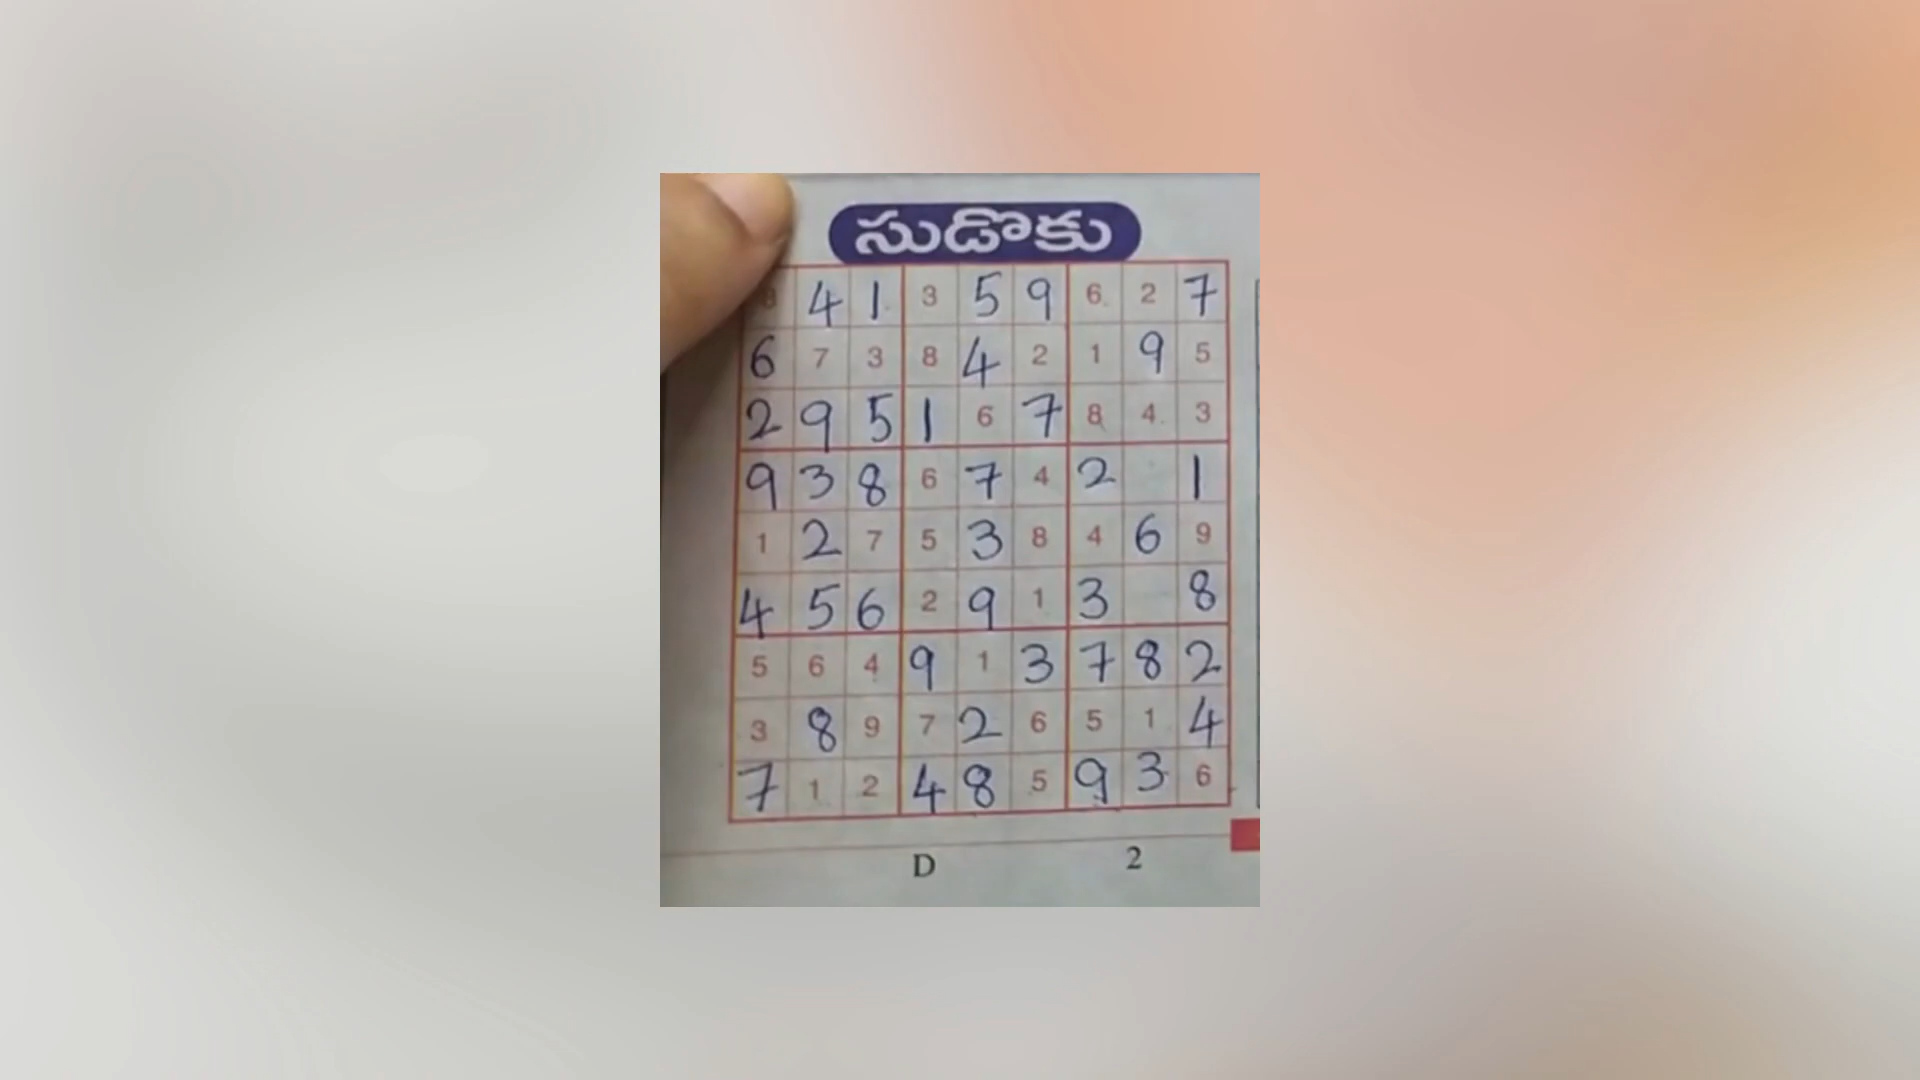 సుడొకు
8 4 1 3 5 9 6 2 7
6 7 3 8 4 2 1 9 5
2 9 5 1 6 7 8 4 3
9 3 8 6 7 4 2 1
1 2 7 5 3 8 4 6 9
4 5 6 2 9 1 3 8
5 6 4 9 1 3 7 8 2
3 8 9 7 2 6 5 1 4
7 1 2 4 8 5 9 3 6
D 2